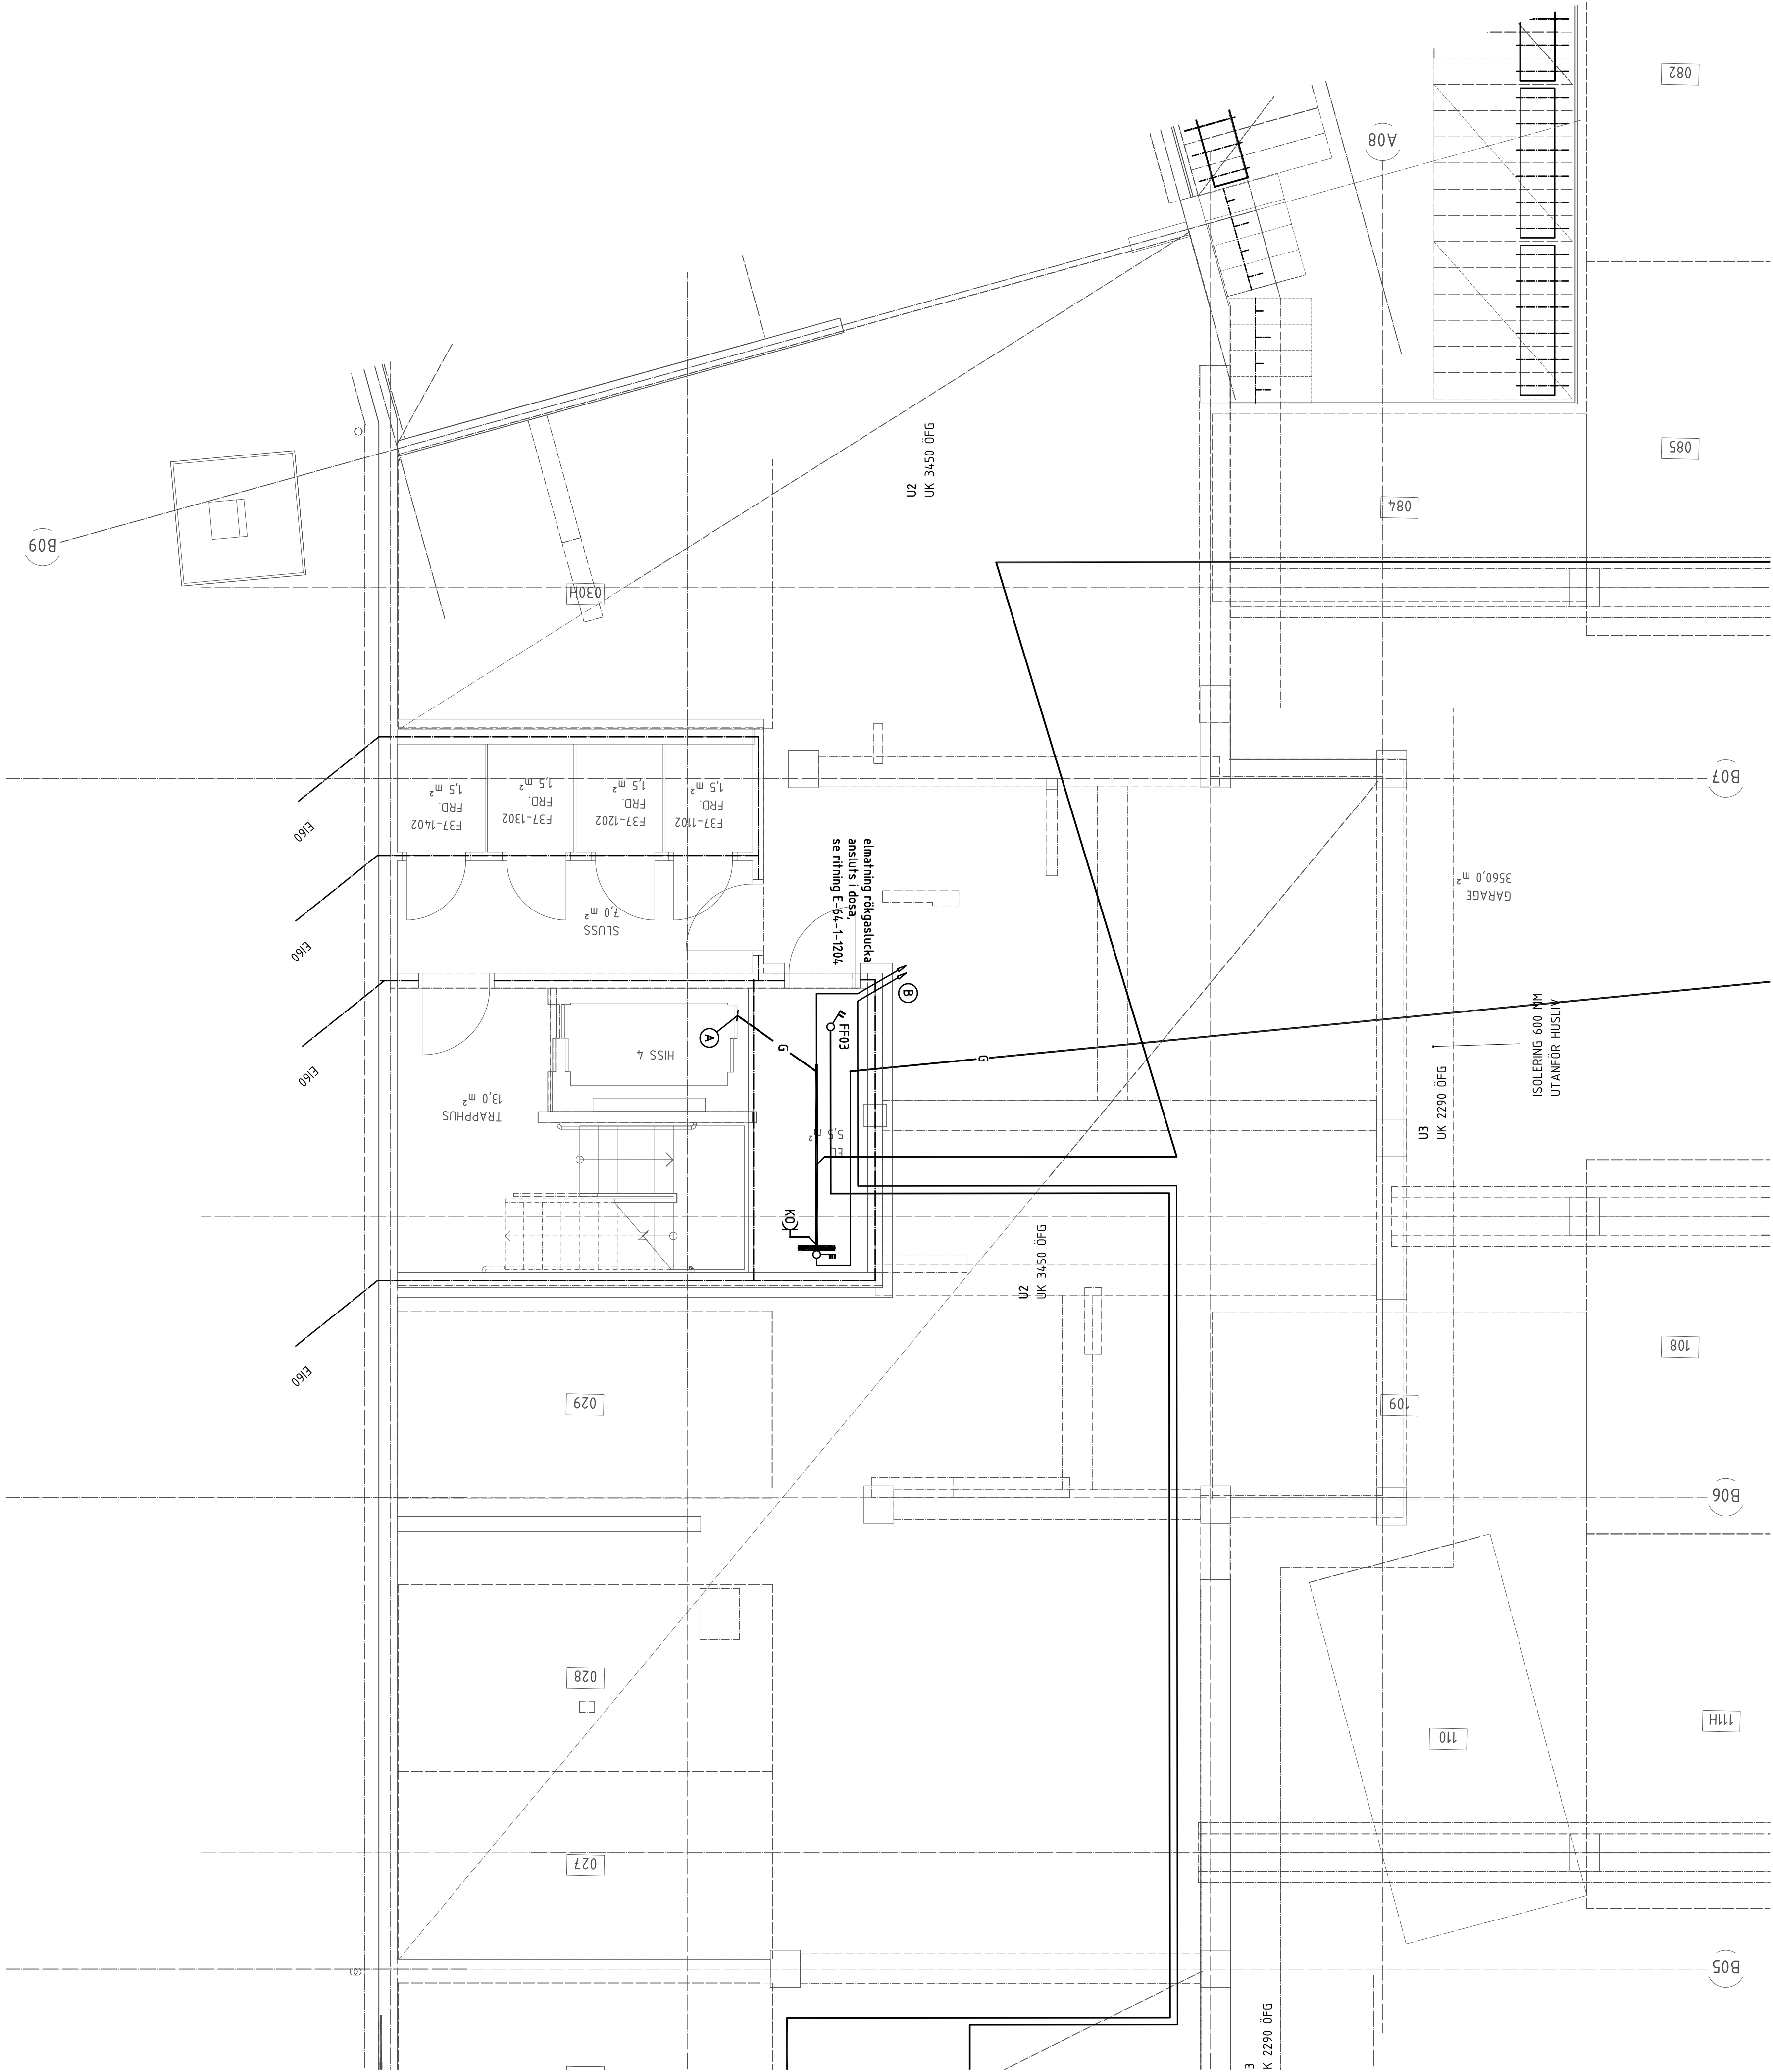 082
A08
085
U2
UK 3450 ÖFG
084
B09
030H
B07
F37-1402
FRD.
1,5 m²
F37-1302
FRD.
1,5 m²
F37-1202
FRD.
1,5 m²
F37-1102
FRD.
1,5 m²
EI60
elmatning rökgaslucka
ansluts i dosa,
se ritning E-64-1-1204
GARAGE
3560,0 m²
SLUSS
7,0 m²
EI60
B
A
FF03
G
G
HISS 4
ISOLERING 600 MM
UTANFÖR HUSLIV
EI60
TRAPPHUS
13,0 m²
U3
UK 2290 ÖFG
EL
5,5 m²
KO
U2
UK 3450 ÖFG
EI60
108
029
109
B06
028
111H
110
027
B05
3
K 2290 ÖFG